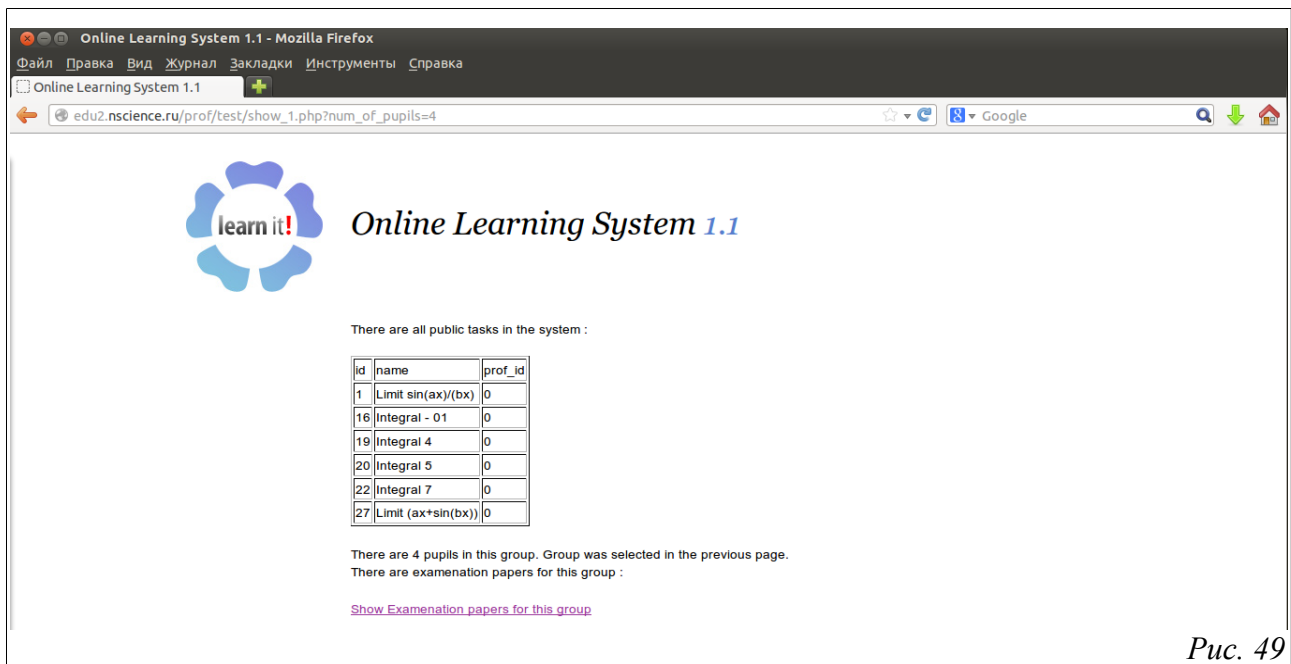 Online Learning System 1.1 - Mozilla Firefox
Файл Правка Вид Журнал Закладки Инструменты Справка
Online Learning System 1.1
edu2.nscience.ru/prof/test/show_1.php?num_of_pupils=4 Google
learn it!
Online Learning System 1.1
There are all public tasks in the system :
id name prof_id
1 Limit sin(ax)/(bx) 0
16 Integral - 01 0
19 Integral 4 0
20 Integral 5 0
22 Integral 7 0
27 Limit (ax+sin(bx)) 0
There are 4 pupils in this group. Group was selected in the previous page.
There are examenation papers for this group :
Show Examenation papers for this group
Рис. 49